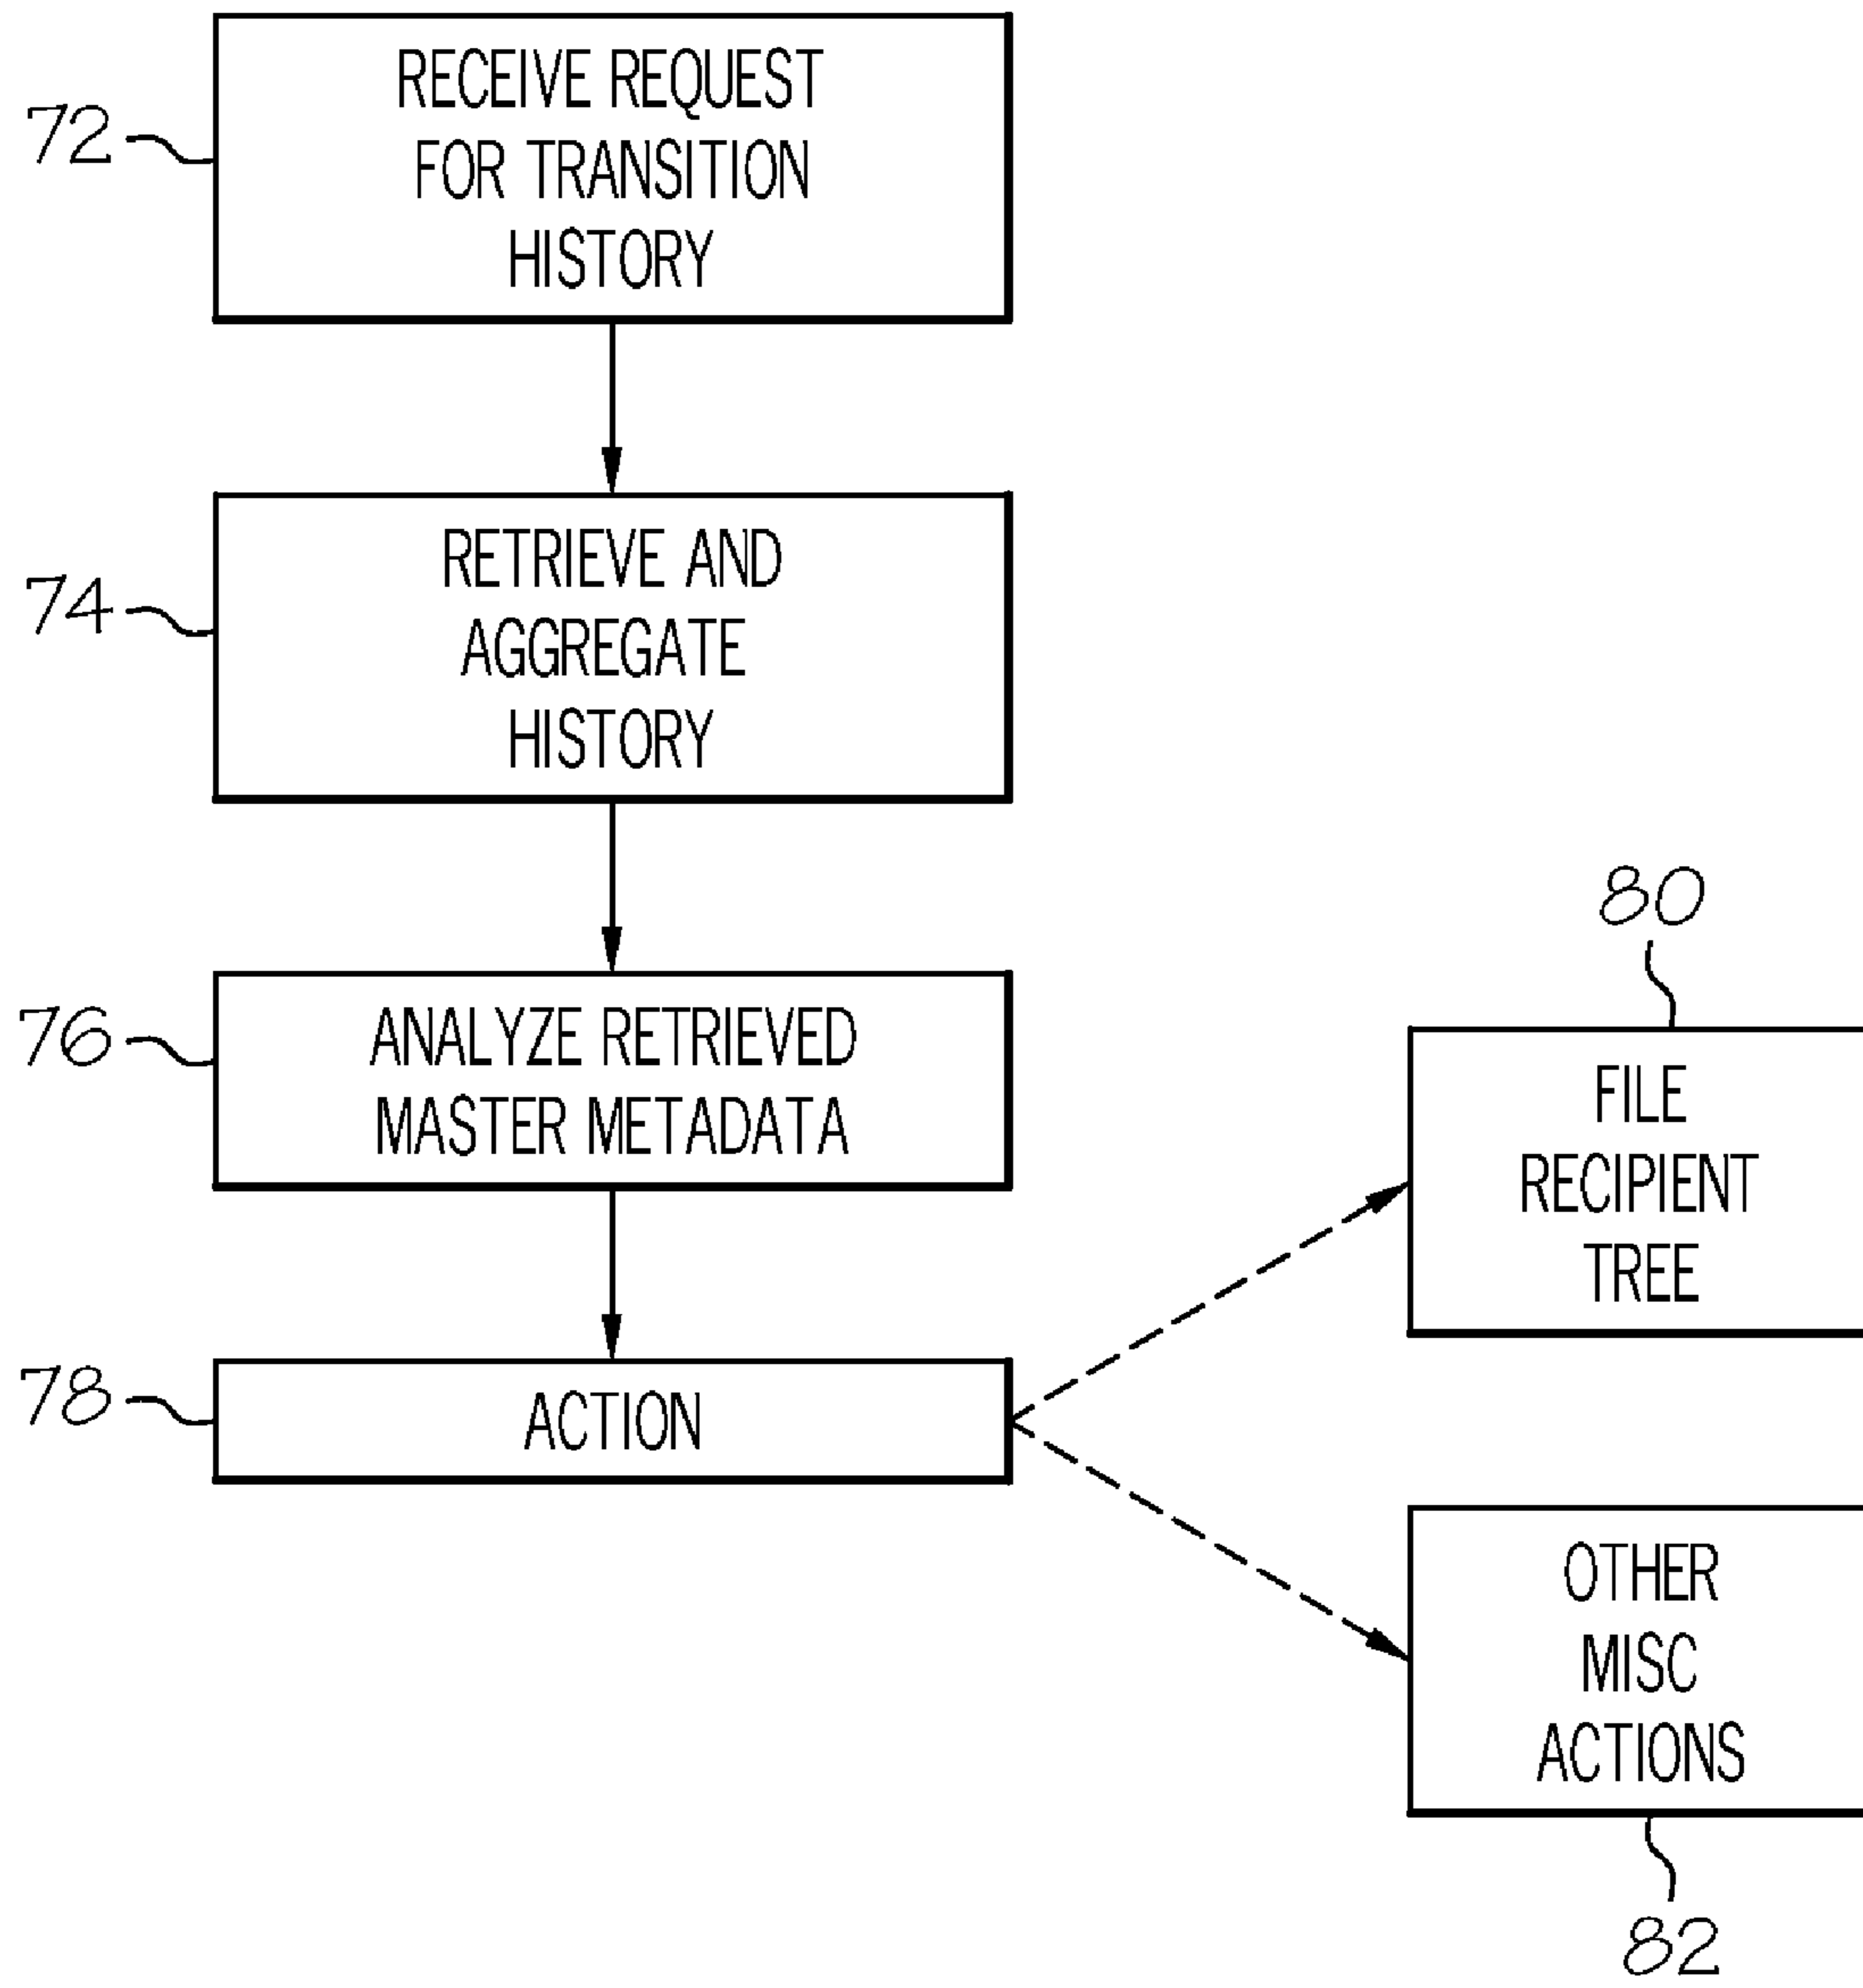 72
RECEIVE REQUEST
FOR TRANSITION
HISTORY
74
RETRIEVE AND
AGGREGATE
HISTORY
76
ANALYZE RETRIEVED
MASTER METADATA
78
ACTION
80
FILE
RECIPIENT
TREE
OTHER
MISC
ACTIONS
82